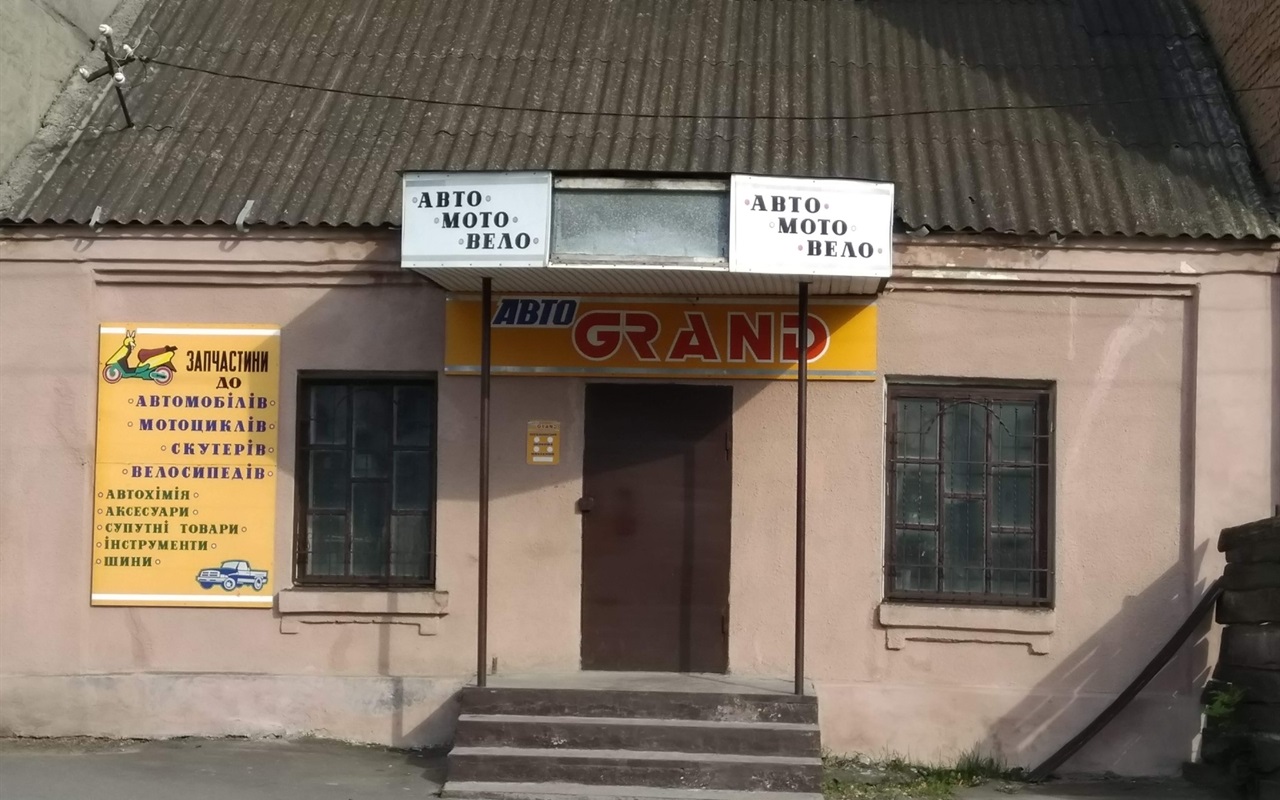 АВТО
МОТО
ВЕЛО
АВТО
МОТО
ВЕЛО
АВТО GRAND
ЗАПЧАСТИНИ
ДО
АВТОМОБІЛІВ
МОТОЦИКЛІВ
СКУТЕРІВ
ВЕЛОСИПЕДІВ
АВТОХІМІЯ
АКСЕСУАРИ
СУПУТНІ ТОВАРИ
ІНСТРУМЕНТИ
ШИНИ